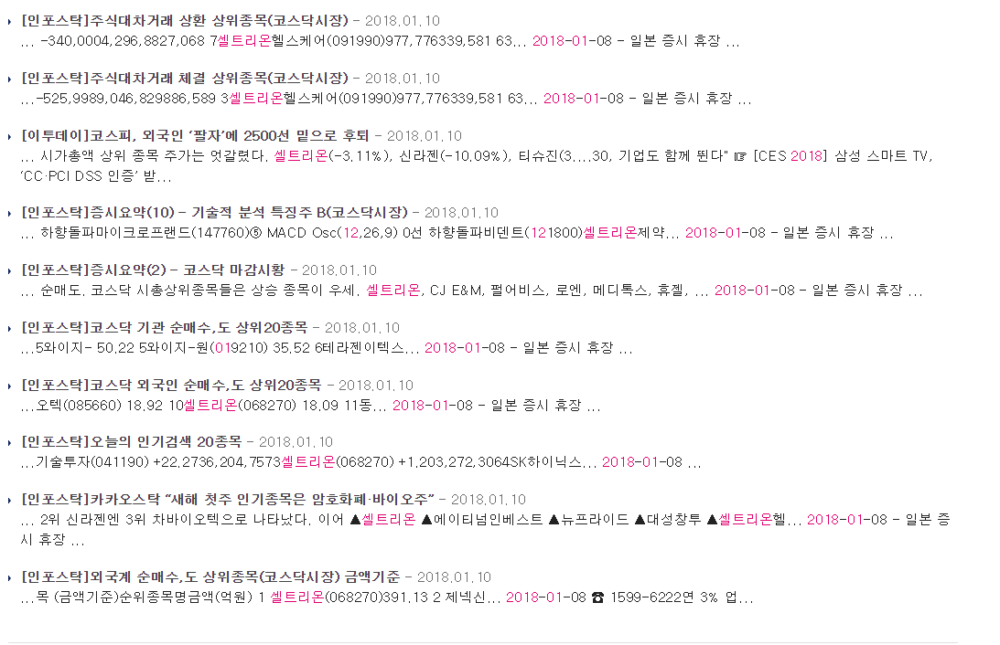 [인포스탁]주식대차거래 상환 상위종목(코스닥시장) - 2018.01.10
... -340,0004,296,8827,068 7셀트리온헬스케어(091990)977,776339,581 63... 2018-01-08 - 일본 증시 휴장 ...
[인포스탁]주식대차거래 체결 상위종목(코스닥시장) - 2018.01.10
...-525,9989,046,829886,589 3셀트리온헬스케어(091990)977,776339,581 63... 2018-01-08 - 일본 증시 휴장 ...
[이투데이]코스피, 외국인 ‘팔자’에 2500선 밑으로 후퇴 - 2018.01.10
... 시가총액 상위 종목 주가는 엇갈렸다. 셀트리온(-3.11%), 신라젠(-10.09%), 티슈진(3....30, 기업도 함께 뛴다" ☞ [CES 2018] 삼성 스마트 TV,
‘CC·PCI DSS 인증’ 받...
[인포스탁]증시요약(10) - 기술적 분석 특징주 B(코스닥시장) - 2018.01.10
... 하향돌파마이크로프랜드(147760)⑤ MACD Osc(12,26,9) 0선 하향돌파비덴트(121800)셀트리온제약... 2018-01-08 - 일본 증시 휴장 ...
[인포스탁]증시요약(2) - 코스닥 마감시황 - 2018.01.10
... 순매도. 코스닥 시총상위종목들은 상승 종목이 우세. 셀트리온, CJ E&M, 펄어비스, 로엔, 메디톡스, 휴젤, ... 2018-01-08 - 일본 증시 휴장 ...
[인포스탁]코스닥 기관 순매수,도 상위20종목 - 2018.01.10
...5와이지- 50.22 5와이지-원(019210) 35.52 6테라젠이텍스... 2018-01-08 - 일본 증시 휴장 ...
[인포스탁]코스닥 외국인 순매수,도 상위20종목 - 2018.01.10
...오텍(085660) 18.92 10셀트리온(068270) 18.09 11동... 2018-01-08 - 일본 증시 휴장 ...
[인포스탁]오늘의 인기검색 20종목 - 2018.01.10
...기술투자(041190) +22.2736,204,7573셀트리온(068270) +1.203,272,3064SK하이닉스... 2018-01-08 ...
[인포스탁]카카오스탁 “새해 첫주 인기종목은 암호화폐·바이오주” - 2018.01.10
... 2위 신라젠엔 3위 차바이오텍으로 나타났다. 이어 ▲셀트리온 ▲에이티넘인베스트 ▲뉴프라이드 ▲대성창투 ▲셀트리온헬... 2018-01-08 - 일본 증
시 휴장 ...
[인포스탁]외국계 순매수,도 상위종목(코스닥시장) 금액기준 - 2018.01.10
...목 (금액기준)순위종목명금액(억원) 1 셀트리온(068270)391.13 2 제넥신... 2018-01-08 ☎ 1599-6222연 3% 업...